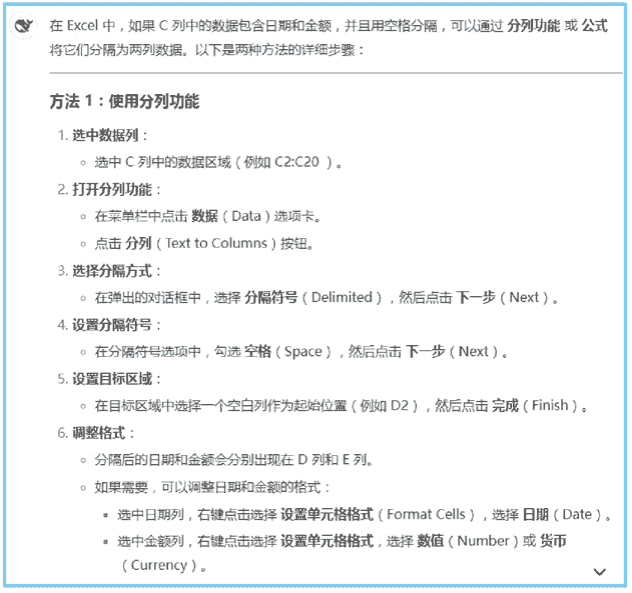 在 Excel 中，如果 C 列中的数据包含日期和金额，并且用空格分隔，可以通过 分列功能 或 公式
将它们分隔为两列数据。以下是两种方法的详细步骤：
方法 1：使用分列功能
1. 选中数据列：
◦ 选中 C 列中的数据区域（例如 C2:C20 ）。
2. 打开分列功能：
◦ 在菜单栏中点击 数据（Data）选项卡。
◦ 点击 分列（Text to Columns）按钮。
3. 选择分隔方式：
◦ 在弹出的对话框中，选择 分隔符号（Delimited），然后点击 下一步（Next）。
4. 设置分隔符号：
◦ 在分隔符号选项中，勾选 空格（Space），然后点击 下一步（Next）。
5. 设置目标区域：
◦ 在目标区域中选择一个空白列作为起始位置（例如 D2），然后点击 完成（Finish）。
6. 调整格式：
◦ 分隔后的日期和金额会分别出现在 D 列和 E 列。
◦ 如果需要，可以调整日期和金额的格式：
▪ 选中日期列，右键点击选择 设置单元格格式（Format Cells），选择 日期（Date）。
▪ 选中金额列，右键点击选择 设置单元格格式，选择 数值（Number）或 货币
（Currency）。